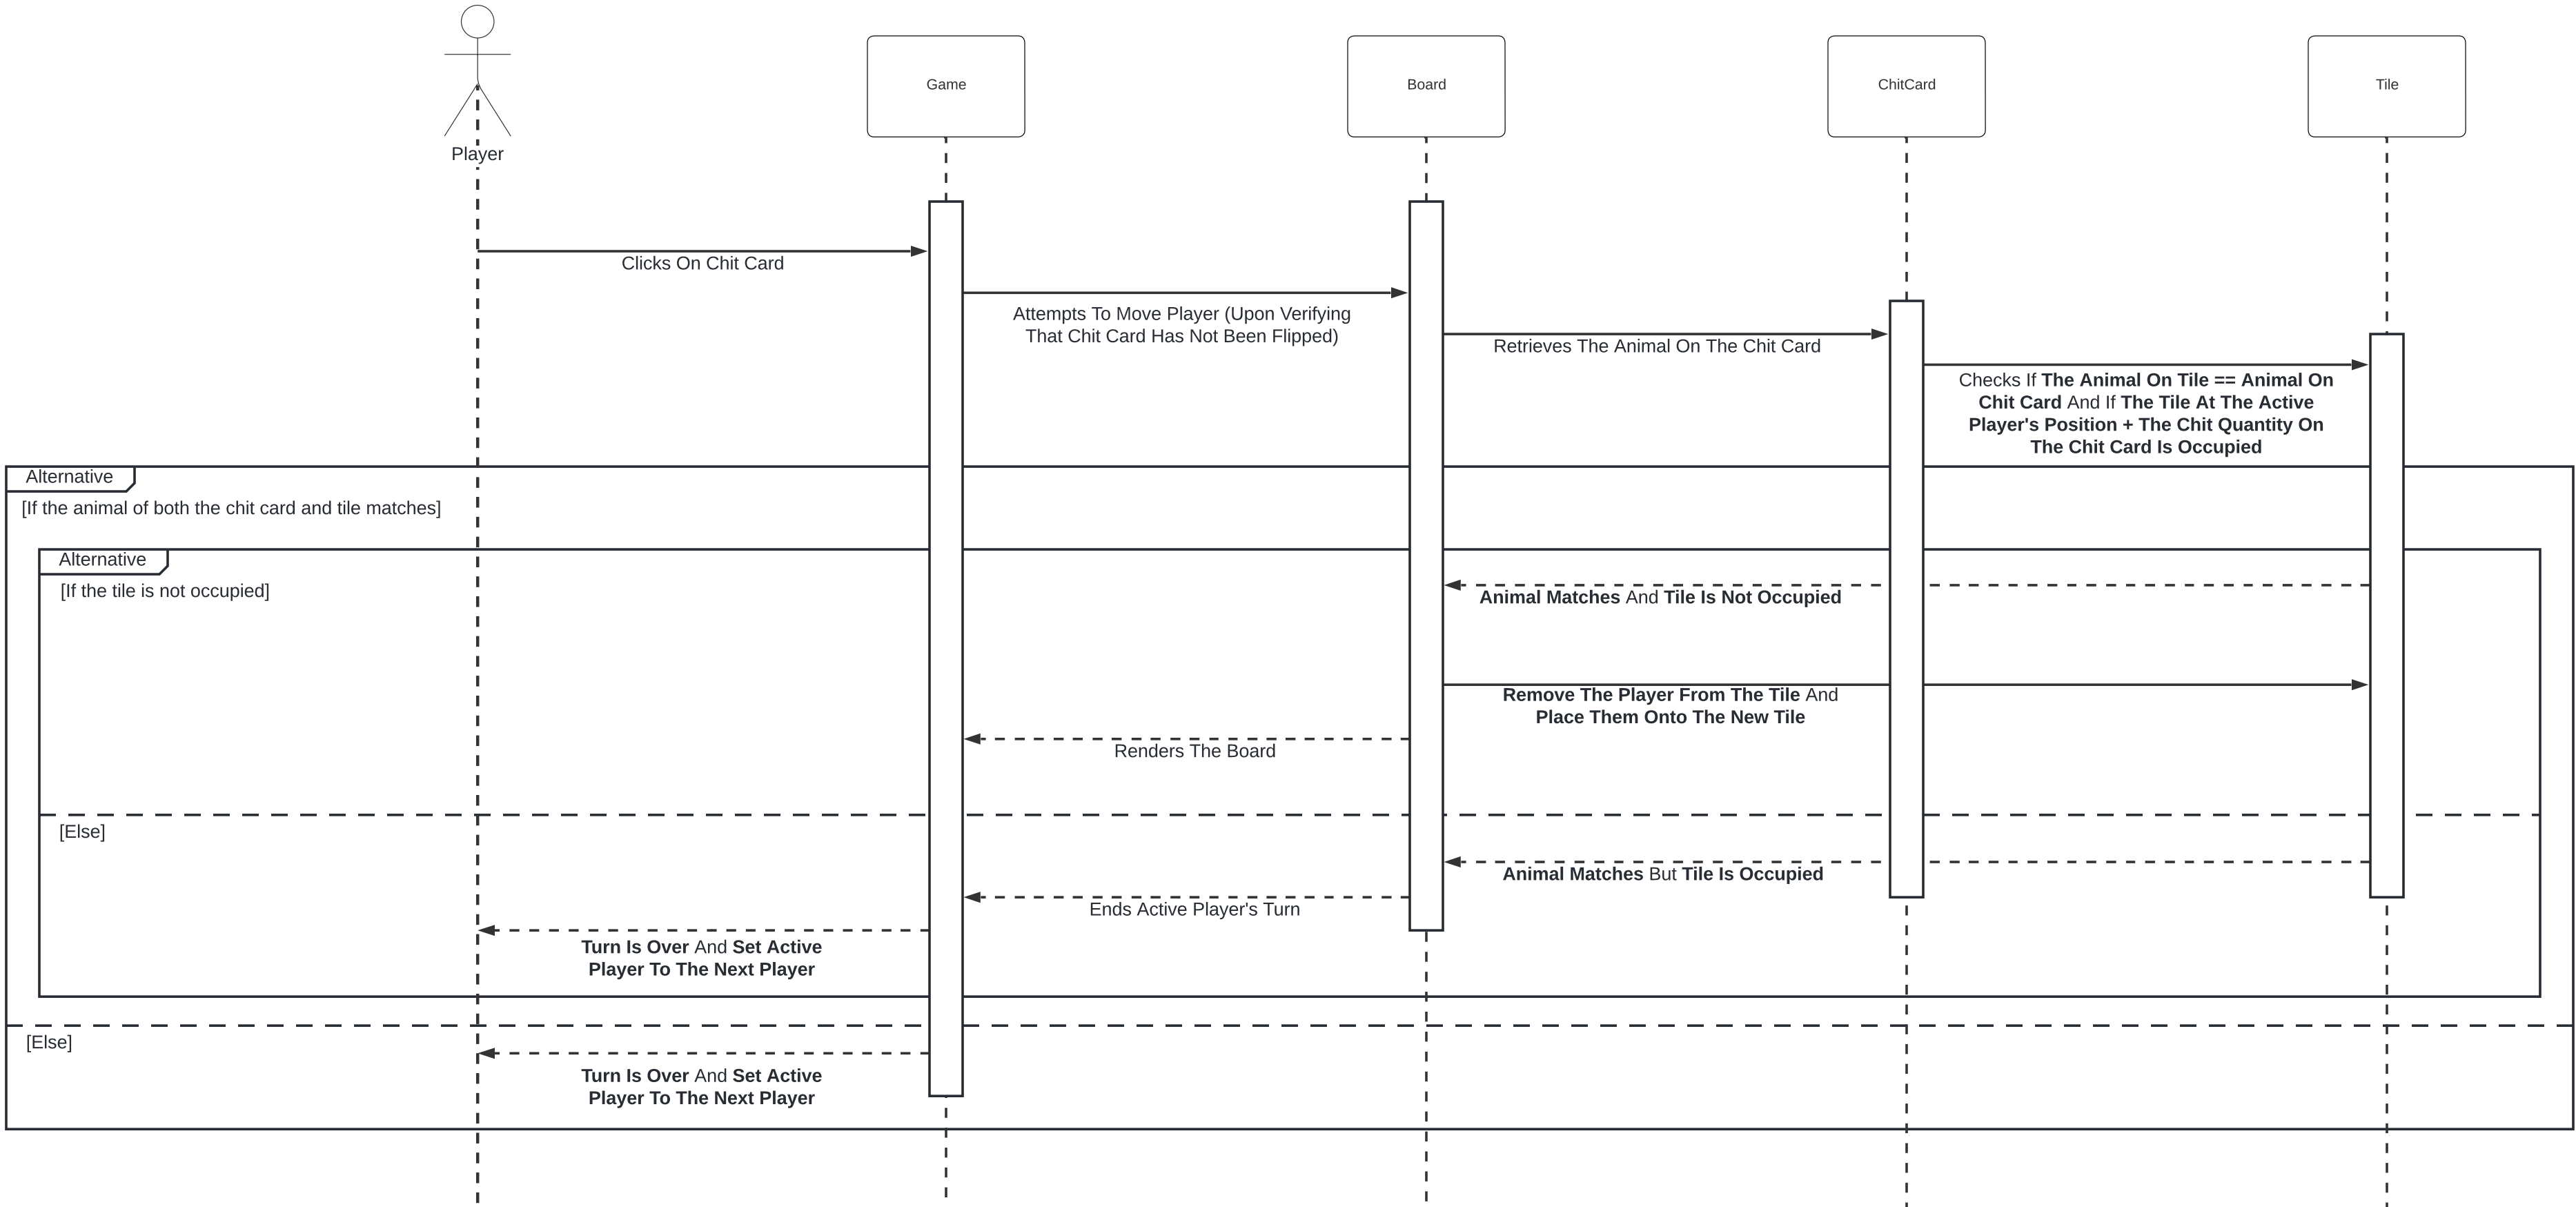 Player
Game
Board
ChitCard
Tile
Clicks On Chit Card
Attempts To Move Player (Upon Verifying
That Chit Card Has Not Been Flipped)
Retrieves The Animal On The Chit Card
Checks If The Animal On Tile == Animal On
Chit Card And If The Tile At The Active
Player's Position + The Chit Quantity On
The Chit Card Is Occupied
Alternative
[If the animal of both the chit card and tile matches]
Alternative
[If the tile is not occupied]
Animal Matches And Tile Is Not Occupied
Remove The Player From The Tile And
Place Them Onto The New Tile
Renders The Board
[Else]
Animal Matches But Tile Is Occupied
Ends Active Player's Turn
Turn Is Over And Set Active
Player To The Next Player
[Else]
Turn Is Over And Set Active
Player To The Next Player